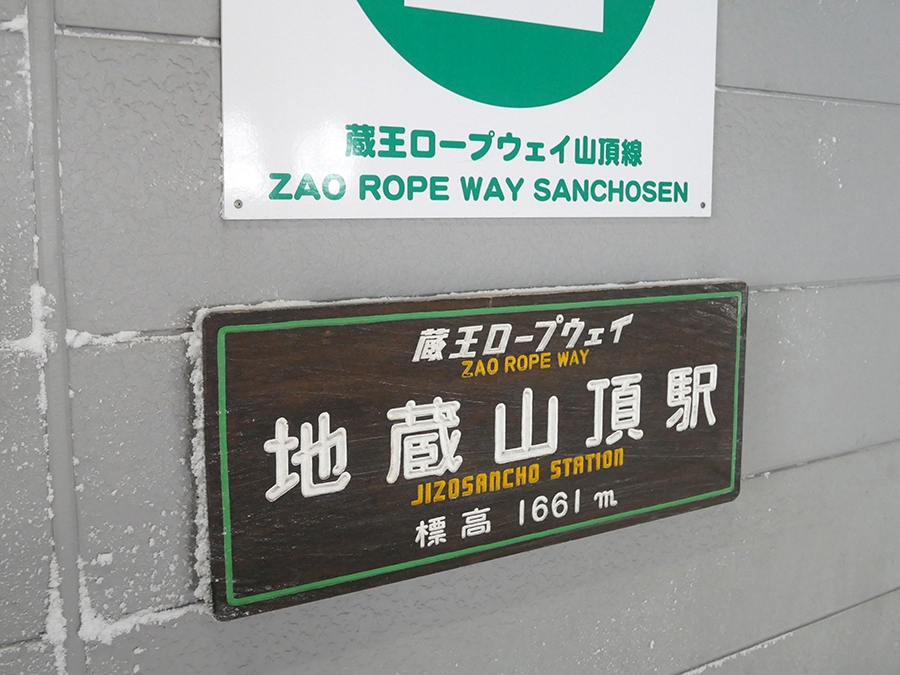 蔵王ロープウェイ山頂線
ZAO ROPE WAY SANCHOSEN
蔵王ロープウェイ
ZAO ROPE WAY
地蔵山頂駅
JIZOSANCHO STATION
標高 1661m